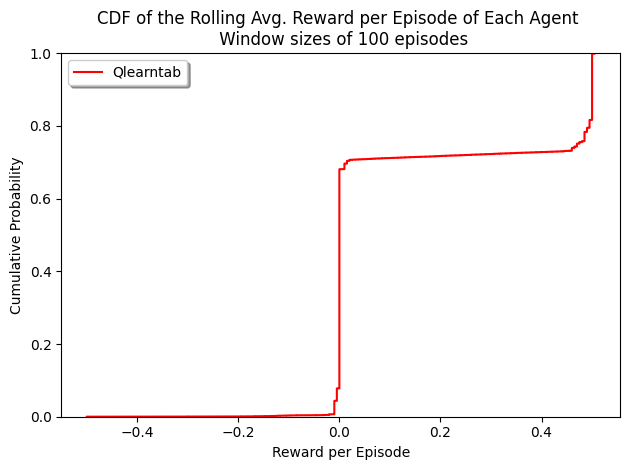 CDF of the Rolling Avg. Reward per Episode of Each Agent
Window sizes of 100 episodes
Qlearntab
Cumulative Probability
1.0
0.8
0.6
0.4
0.2
0.0
−0.4
−0.2
0.0
0.2
0.4
Reward per Episode